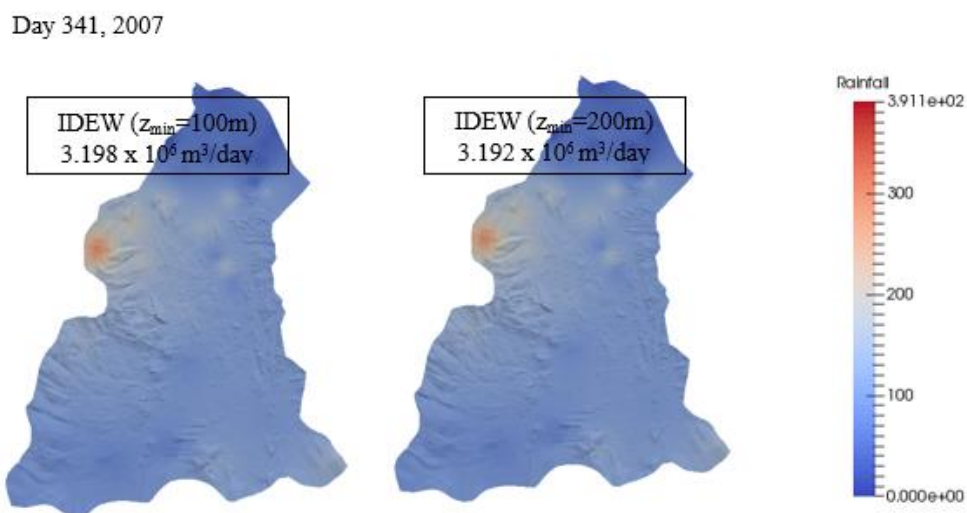 Day 341, 2007
IDEW (zmin=100m)
3.198 x 10⁶ m³/day
IDEW (zmin=200m)
3.192 x 10⁶ m³/day
Rainfall
3.911e+02
300
200
100
0.000e+00